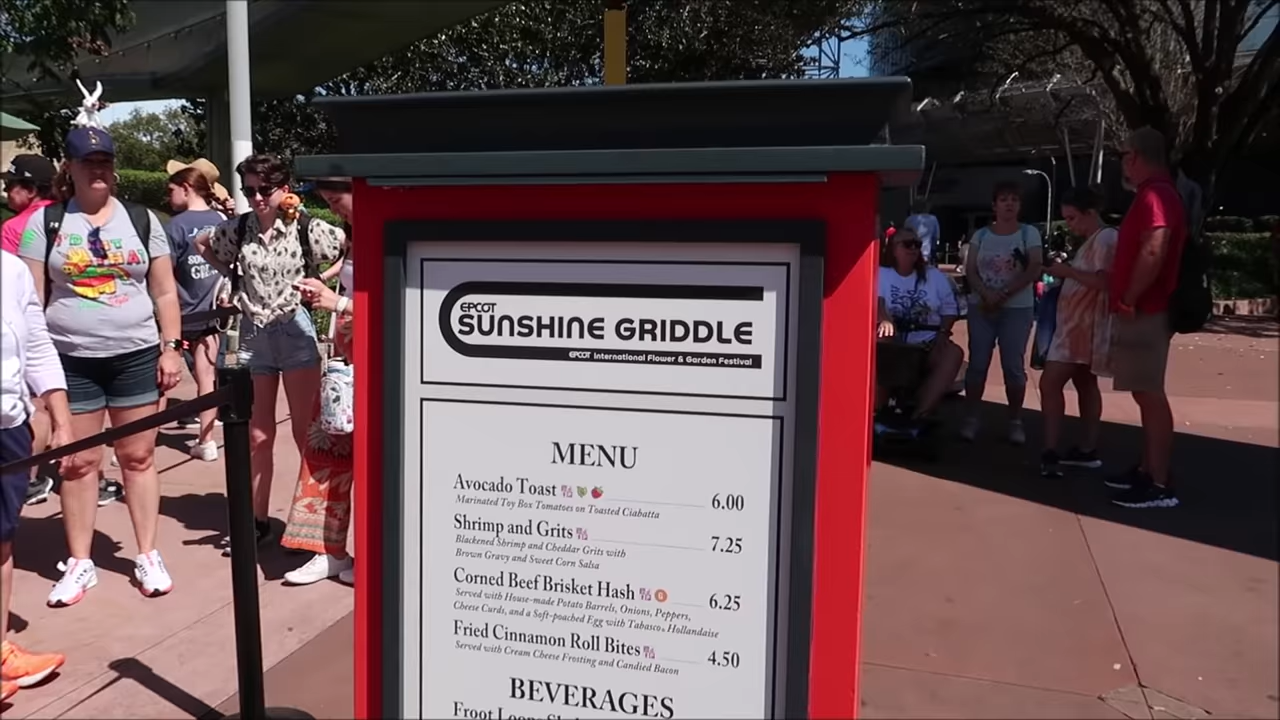 EPCOT
SUNSHINE GRIDDLE
EPCOT International Flower & Garden Festival
MENU
Avocado Toast 6.00
Marinated Toy Box Tomatoes on Toasted Ciabatta
Shrimp and Grits 7.25
Blackened Shrimp and Cheddar Grits with
Brown Gravy and Sweet Corn Salsa
Corned Beef Brisket Hash G 6.25
Served with House-made Potato Barrels, Onions, Peppers,
Cheese Curds, and a Soft-poached Egg with Tabasco® Hollandaise
Fried Cinnamon Roll Bites 4.50
Served with Cream Cheese Frosting and Candied Bacon
BEVERAGES
Froot Loops